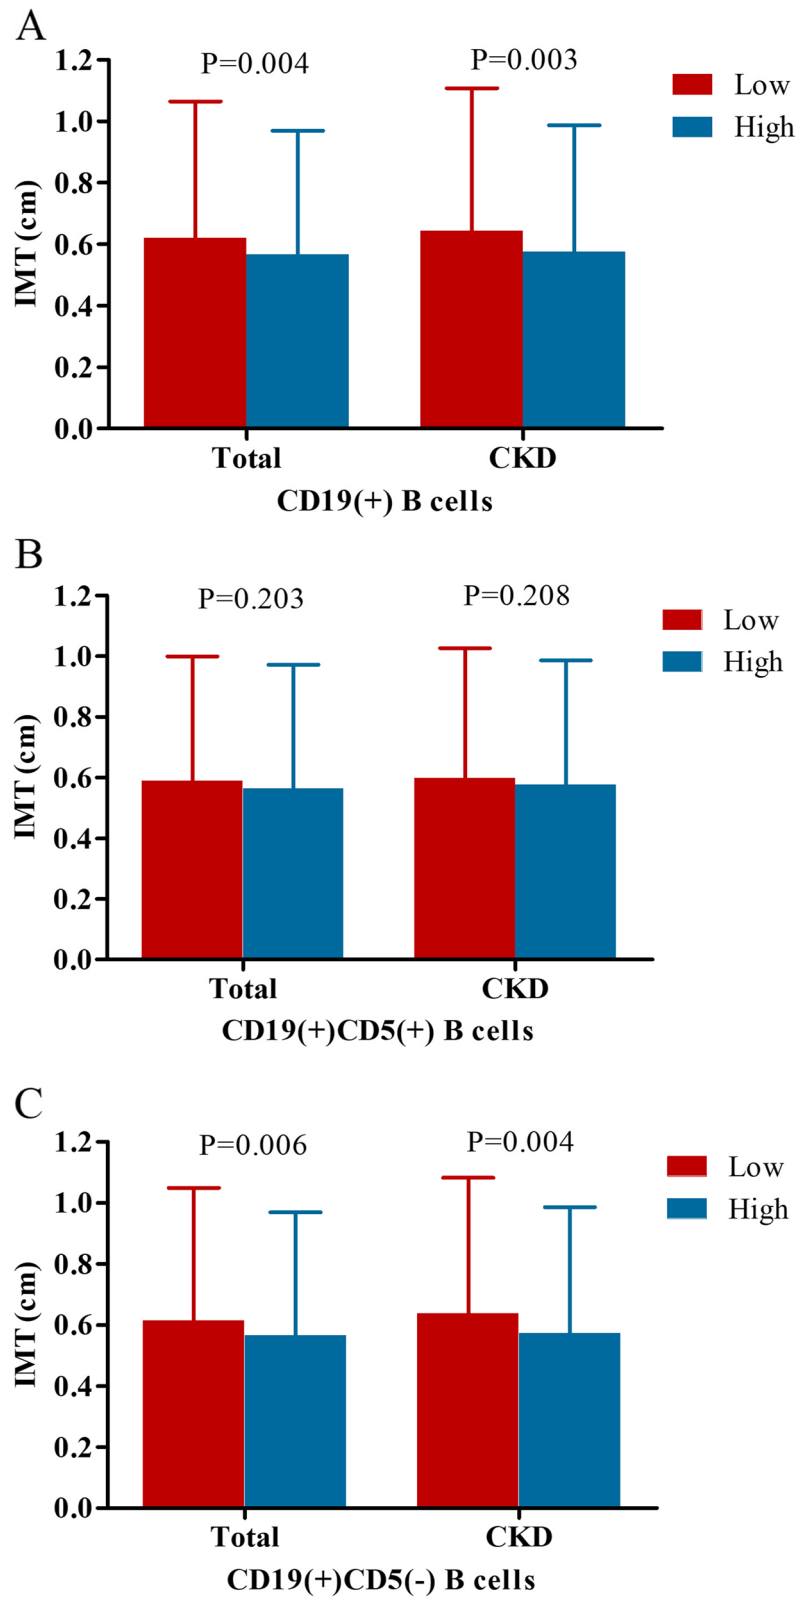 A
P=0.004
P=0.003
Low
High
1.2
1.0
0.8
0.6
0.4
0.2
0.0
IMT (cm)
Total
CKD
CD19(+) B cells
B
P=0.203
P=0.208
Low
High
1.2
1.0
0.8
0.6
0.4
0.2
0.0
IMT (cm)
Total
CKD
CD19(+)CD5(+) B cells
C
P=0.006
P=0.004
Low
High
1.2
1.0
0.8
0.6
0.4
0.2
0.0
IMT (cm)
Total
CKD
CD19(+)CD5(-) B cells